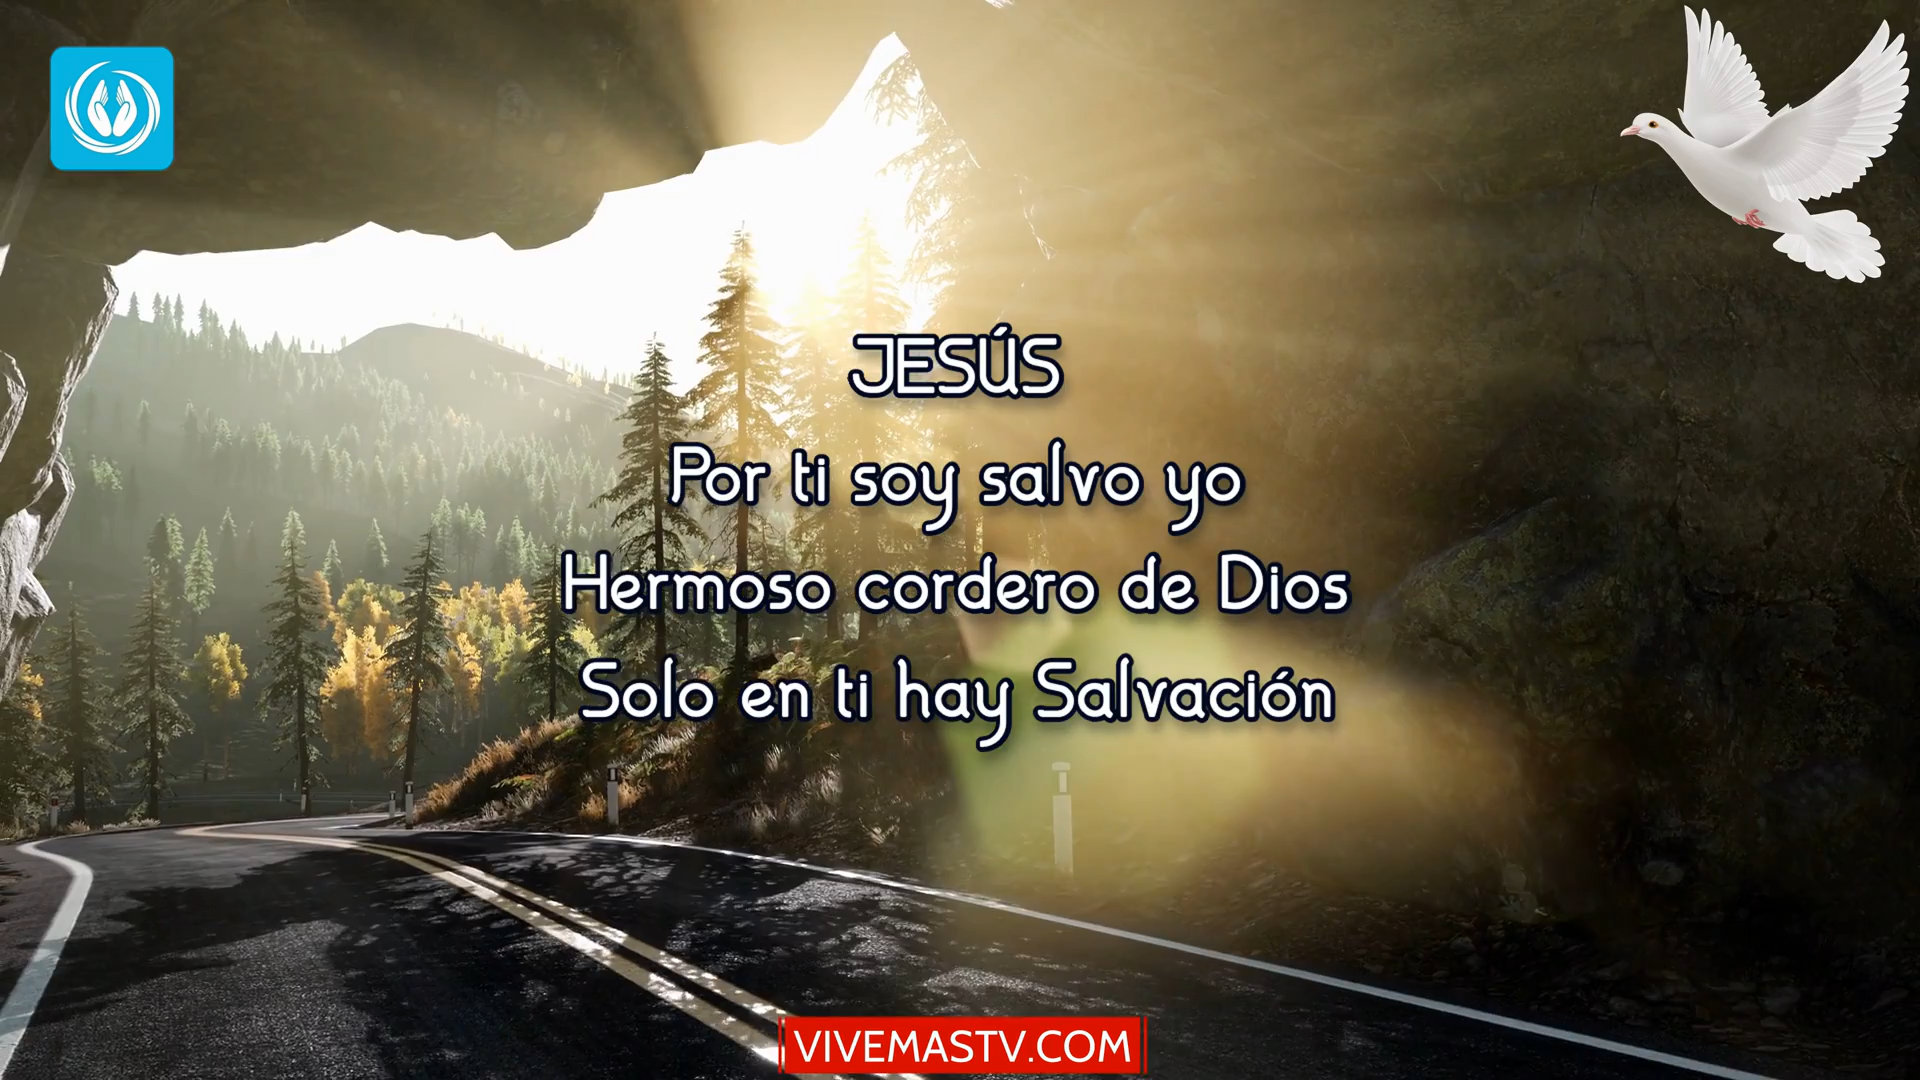 JESÚS
Por ti soy salvo yo
Hermoso cordero de Dios
Solo en ti hay Salvación
VIVEMASTV.COM